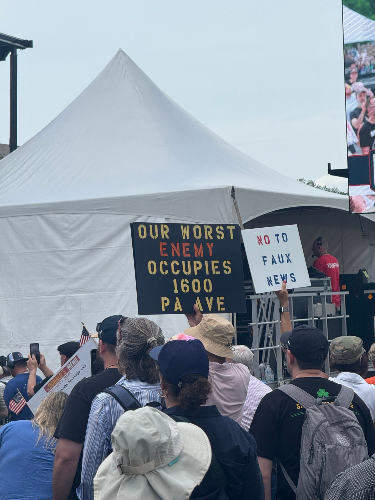 OUR WORST
ENEMY
OCCUPIES
1600
PA AVE
NO TO
FAUX
NEWS